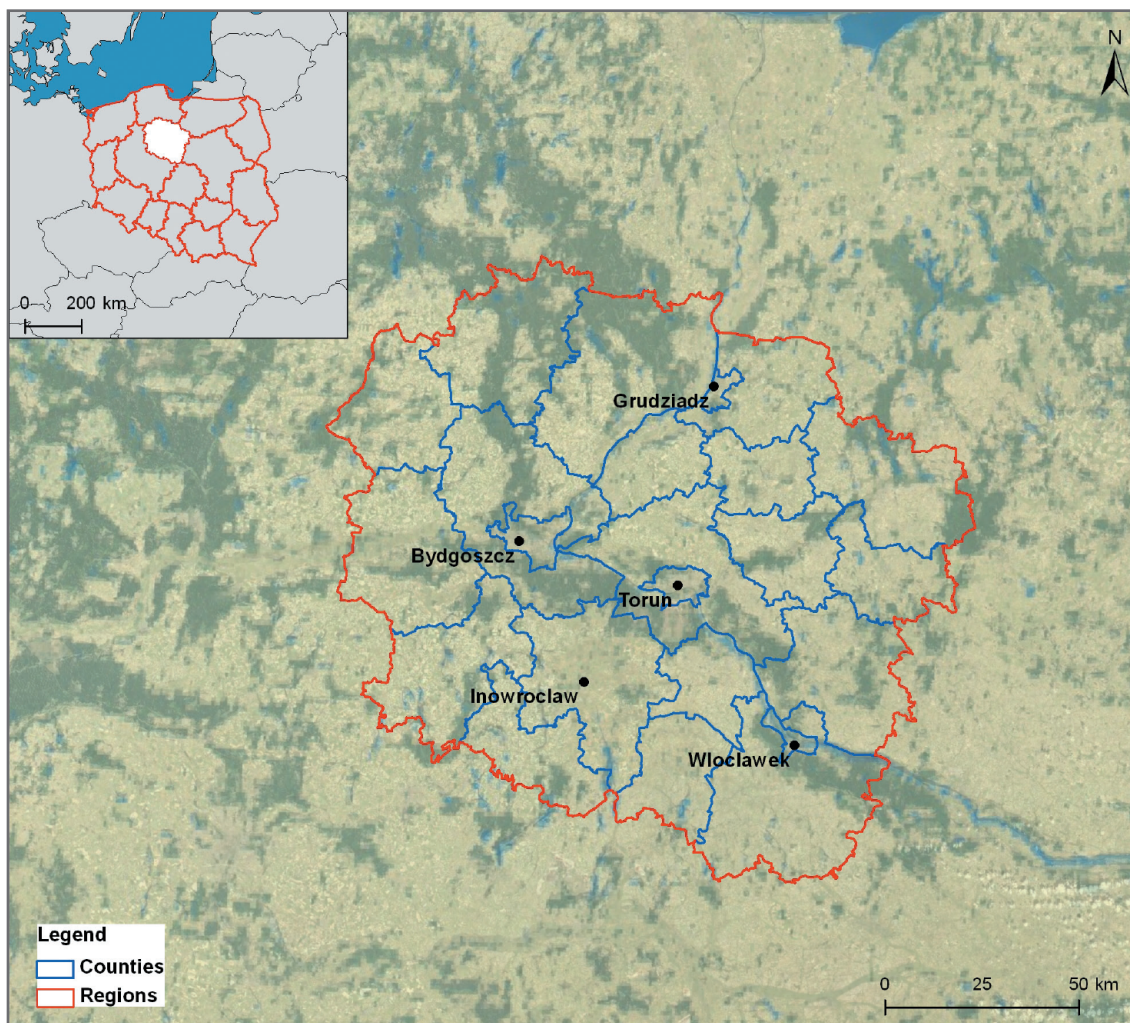 N
0 200 km
Grudziadz
Bydgoszcz
Torun
Inowroclaw
Wloclawek
Legend
Counties
Regions
0 25 50 km